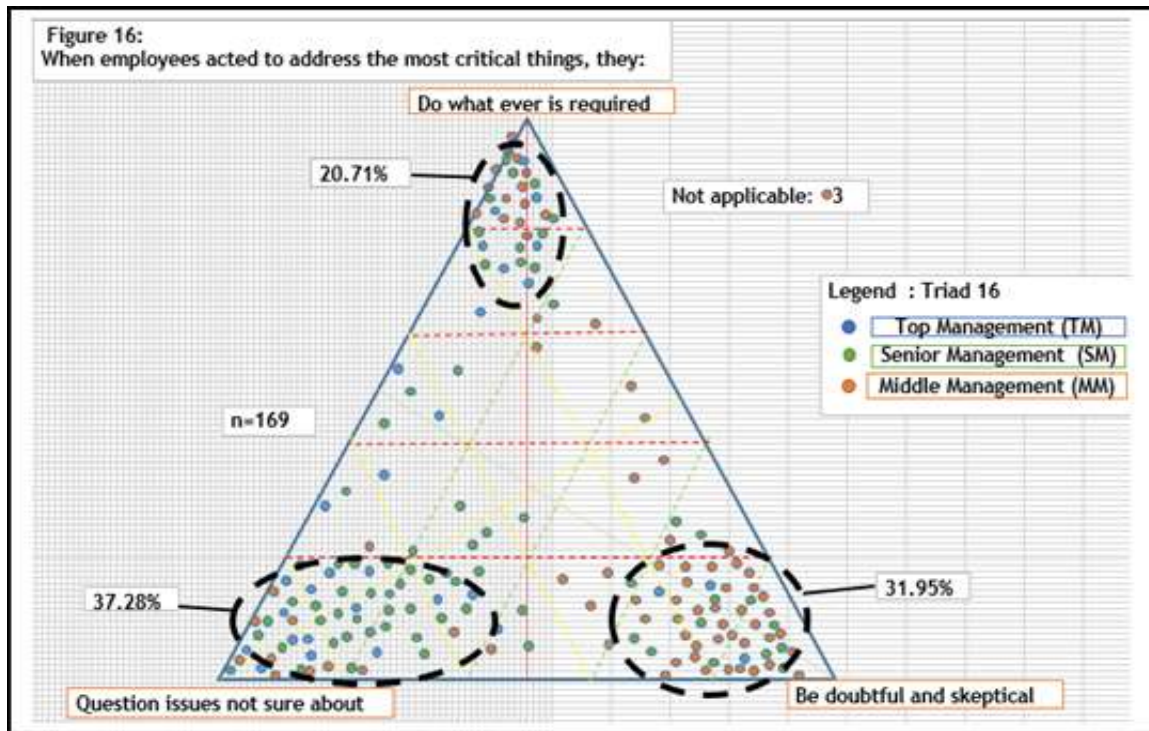 Figure 16:
When employees acted to address the most critical things, they:
Do what ever is required
20.71%
Not applicable: 3
Legend : Triad 16
Top Management (TM)
Senior Management (SM)
Middle Management (MM)
n=169
37.28%
31.95%
Question issues not sure about
Be doubtful and skeptical